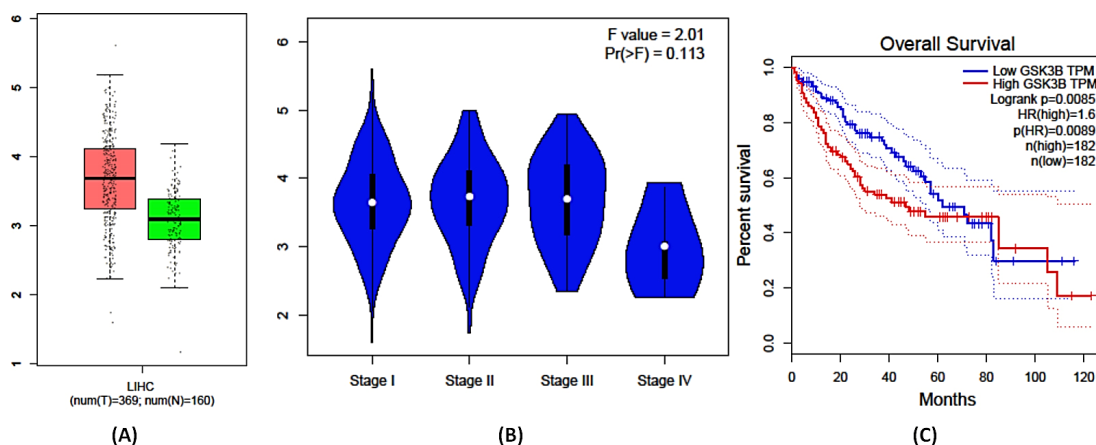 6
5
4
3
2
1
LIHC
(num(T)=369; num(N)=160)
(A)
F value = 2.01
Pr(>F) = 0.113
6
5
4
3
2
Stage I
Stage II
Stage III
Stage IV
(B)
Overall Survival
Low GSK3B TPM
High GSK3B TPM
Logrank p=0.0085
HR(high)=1.6
p(HR)=0.0089
n(high)=182
n(low)=182
Percent survival
1.0
0.8
0.6
0.4
0.2
0.0
0 20 40 60 80 100 120
Months
(C)